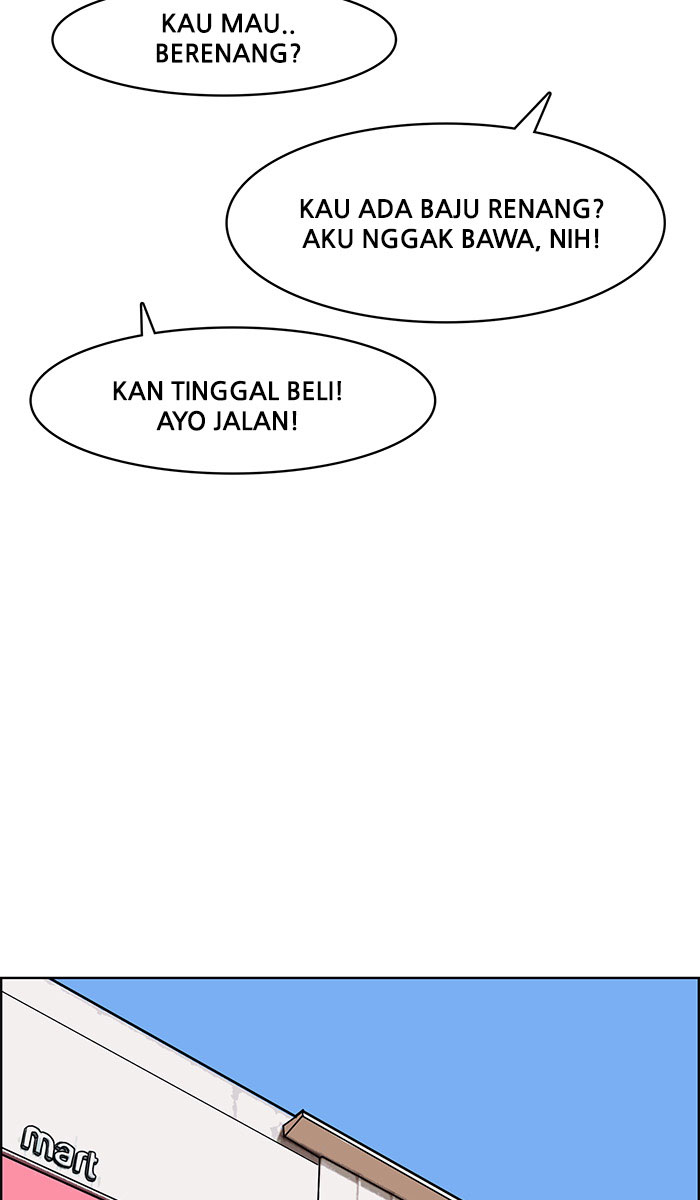 KAU MAU..
BERENANG?
KAU ADA BAJU RENANG?
AKU NGGAK BAWA, NIH!
KAN TINGGAL BELI!
AYO JALAN!
mart